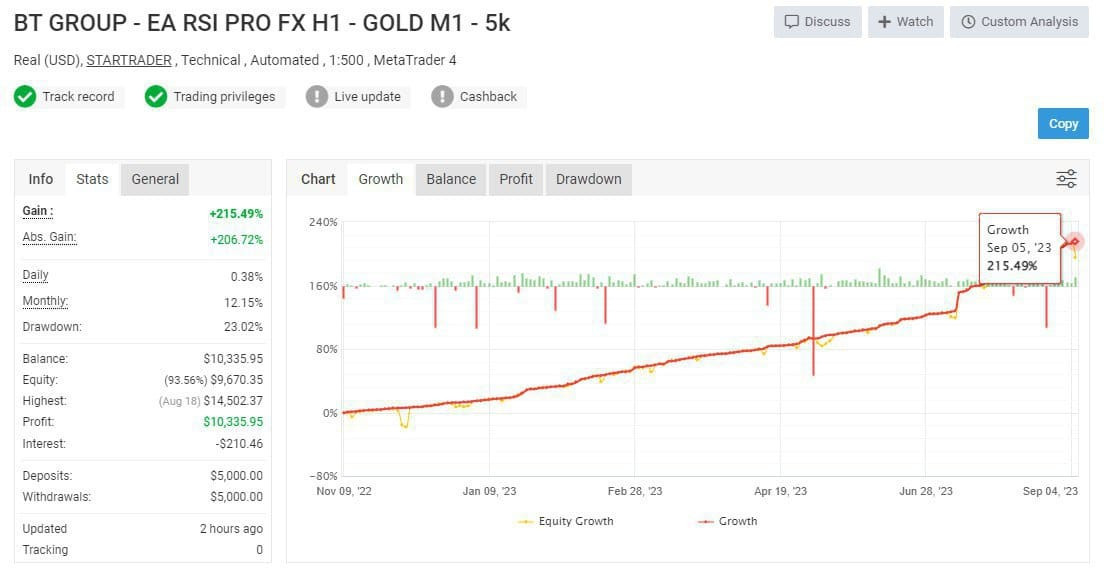 BT GROUP - EA RSI PRO FX H1 - GOLD M1 - 5k
Discuss
Watch
Custom Analysis
Real (USD), STARTRADER , Technical , Automated , 1:500 , MetaTrader 4
Track record
Trading privileges
Live update
Cashback
Copy
Info Stats General
Gain : +215.49%
Abs. Gain: +206.72%
Daily 0.38%
Monthly: 12.15%
Drawdown: 23.02%
Balance: $10,335.95
Equity: (93.56%) $9,670.35
Highest: (Aug 18) $14,502.37
Profit: $10,335.95
Interest: -$210.46
Deposits: $5,000.00
Withdrawals: $5,000.00
Updated 2 hours ago
Tracking 0
Chart Growth Balance Profit Drawdown
240%
160%
80%
0%
-80%
Growth
Sep 05, '23
215.49%
Nov 09, '22 Jan 09, '23 Feb 28, '23 Apr 19, '23 Jun 28, '23 Sep 04, '23
Equity Growth Growth